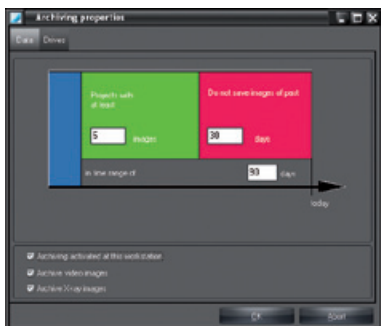 Archiving properties
Data Drives
Projects with
at least
5 images
Do not save images of past
30 days
in time range of 90 days
today
Archiving activated at this workstation
Archive video images
Archive X-ray images
OK Abort